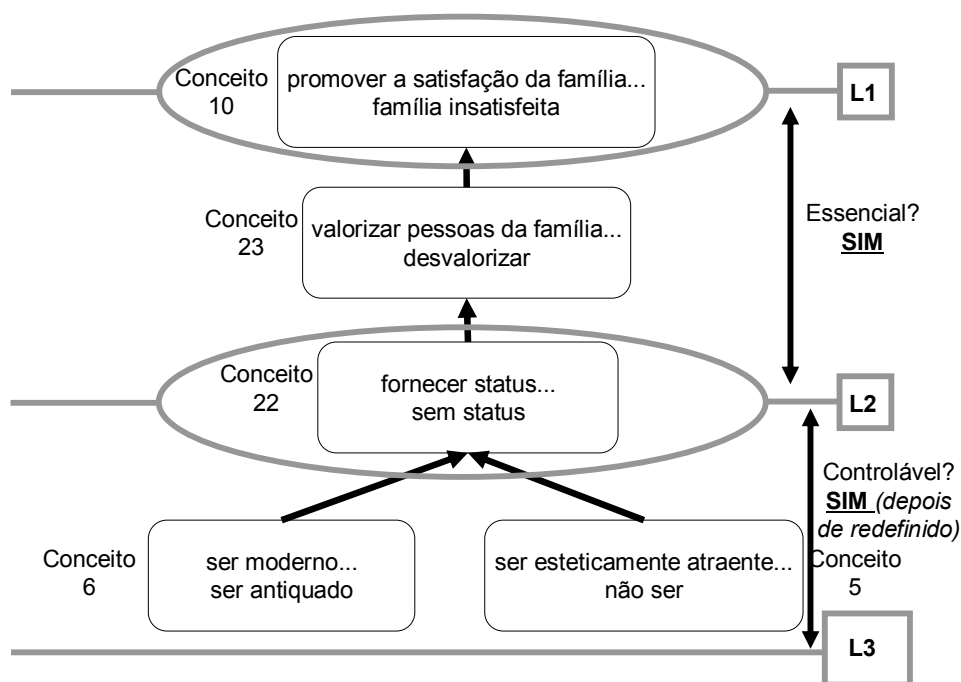 Conceito
10
promover a satisfação da família...
família insatisfeita
L1
Conceito
23
valorizar pessoas da família...
desvalorizar
Essencial?
SIM
Conceito
22
fornecer status...
sem status
L2
Controlável?
SIM (depois
de redefinido)
Conceito
6
ser moderno...
ser antiquado
ser esteticamente atraente...
não ser
Conceito
5
L3